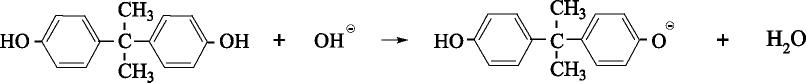 CH₃ CH₃
HO C OH + OH⊖ → HO C O⊖ + H₂O
CH₃ CH₃